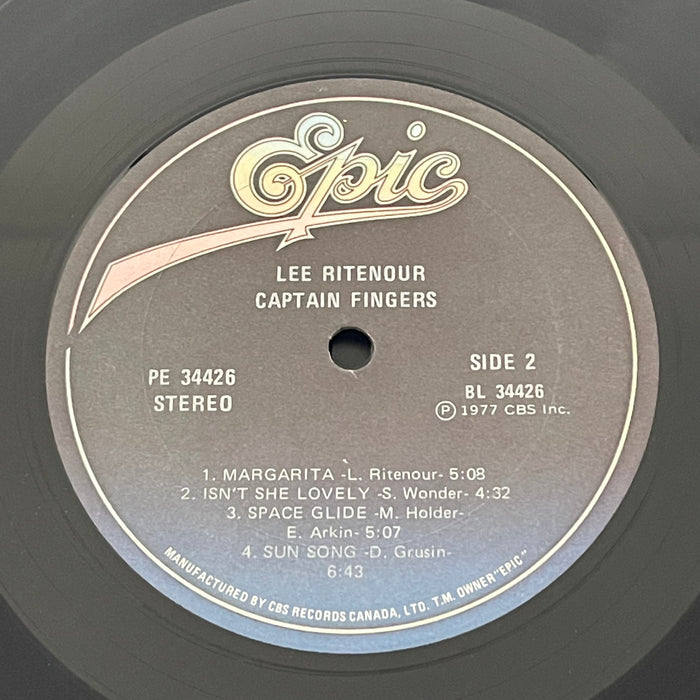 Epic
LEE RITENOUR
CAPTAIN FINGERS
PE 34426
STEREO
SIDE 2
BL 34426
Ⓟ 1977 CBS Inc.
1. MARGARITA -L. Ritenour- 5:08
2. ISN'T SHE LOVELY -S. Wonder- 4:32
3. SPACE GLIDE -M. Holder-
E. Arkin- 5:07
4. SUN SONG -D. Grusin-
6:43
MANUFACTURED BY CBS RECORDS CANADA, LTD. T.M. OWNER "EPIC"